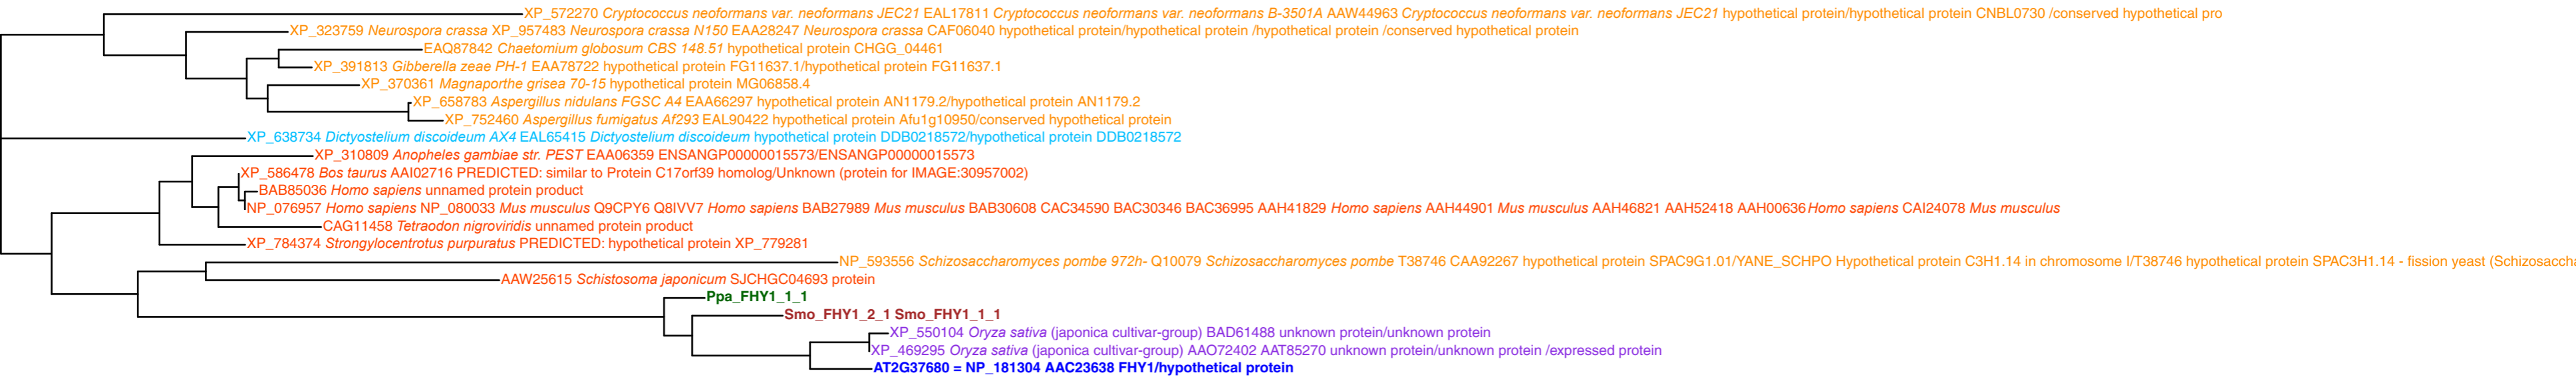 XP_572270 Cryptococcus neoformans var. neoformans JEC21 EAL17811 Cryptococcus neoformans var. neoformans B-3501A AAW44963 Cryptococcus neoformans var. neoformans JEC21 hypothetical protein/hypothetical protein CNBL0730 /conserved hypothetical pro
XP_323759 Neurospora crassa XP_957483 Neurospora crassa N150 EAA28247 Neurospora crassa CAF06040 hypothetical protein/hypothetical protein /hypothetical protein /conserved hypothetical protein
EAQ87842 Chaetomium globosum CBS 148.51 hypothetical protein CHGG_04461
XP_391813 Gibberella zeae PH-1 EAA78722 hypothetical protein FG11637.1/hypothetical protein FG11637.1
XP_370361 Magnaporthe grisea 70-15 hypothetical protein MG06858.4
XP_658783 Aspergillus nidulans FGSC A4 EAA66297 hypothetical protein AN1179.2/hypothetical protein AN1179.2
XP_752460 Aspergillus fumigatus Af293 EAL90422 hypothetical protein Afu1g10950/conserved hypothetical protein
XP_638734 Dictyostelium discoideum AX4 EAL65415 Dictyostelium discoideum hypothetical protein DDB0218572/hypothetical protein DDB0218572
XP_310809 Anopheles gambiae str. PEST EAA06359 ENSANGP00000015573/ENSANGP00000015573
XP_586478 Bos taurus AAI02716 PREDICTED: similar to Protein C17orf39 homolog/Unknown (protein for IMAGE:30957002)
BAB85036 Homo sapiens unnamed protein product
NP_076957 Homo sapiens NP_080033 Mus musculus Q9CPY6 Q8IVV7 Homo sapiens BAB27989 Mus musculus BAB30608 CAC34590 BAC30346 BAC36995 AAH41829 Homo sapiens AAH44901 Mus musculus AAH46821 AAH52418 AAH00636 Homo sapiens CAI24078 Mus musculus
CAG11458 Tetraodon nigroviridis unnamed protein product
XP_784374 Strongylocentrotus purpuratus PREDICTED: hypothetical protein XP_779281
NP_593556 Schizosaccharomyces pombe 972h- Q10079 Schizosaccharomyces pombe T38746 CAA92267 hypothetical protein SPAC9G1.01/YANE_SCHPO Hypothetical protein C3H1.14 in chromosome I/T38746 hypothetical protein SPAC3H1.14 - fission yeast (Schizosaccha
AAW25615 Schistosoma japonicum SJCHGC04693 protein
Ppa_FHY1_1_1
Smo_FHY1_2_1 Smo_FHY1_1_1
XP_550104 Oryza sativa (japonica cultivar-group) BAD61488 unknown protein/unknown protein
XP_469295 Oryza sativa (japonica cultivar-group) AAO72402 AAT85270 unknown protein/unknown protein /expressed protein
AT2G37680 = NP_181304 AAC23638 FHY1/hypothetical protein